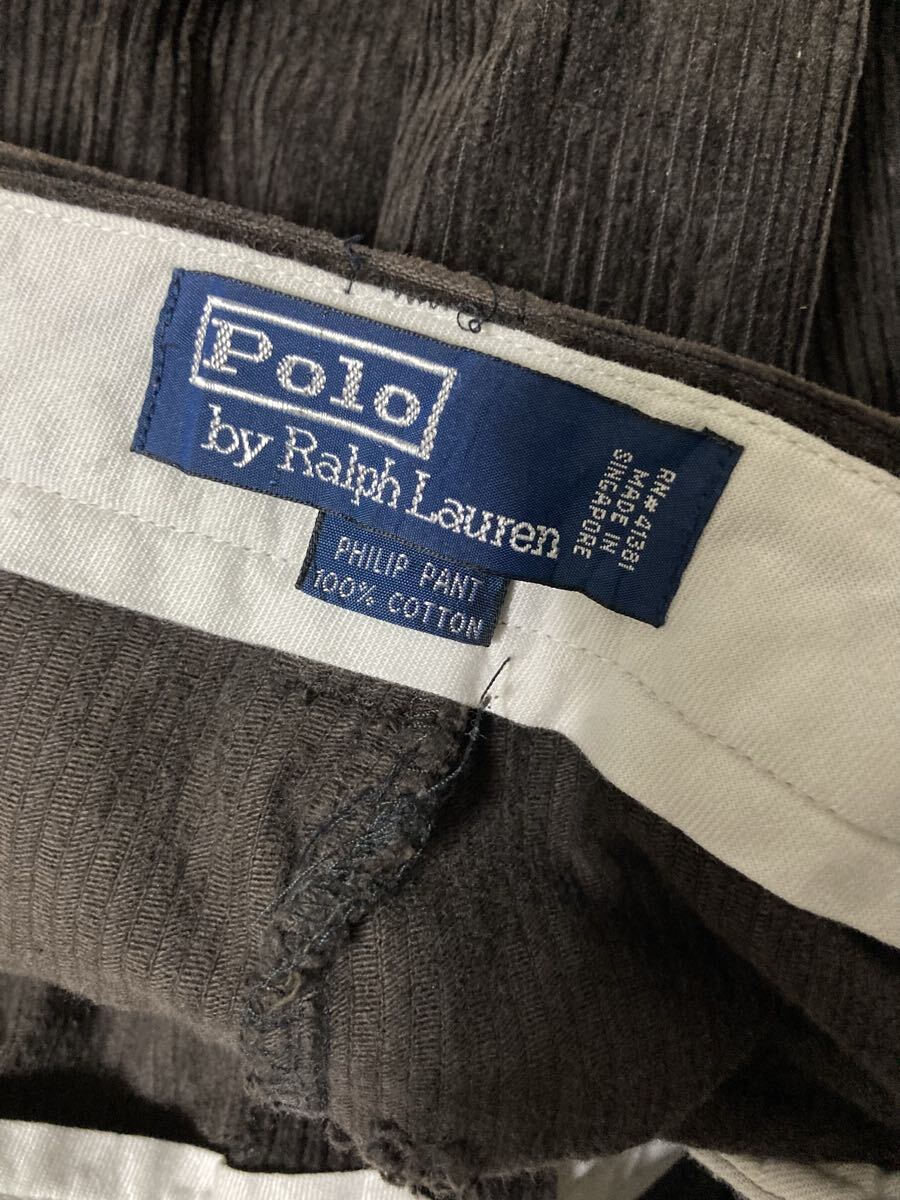 Polo
by Ralph Lauren
RN# 41381
MADE IN
SINGAPORE
PHILIP PANT
100% COTTON